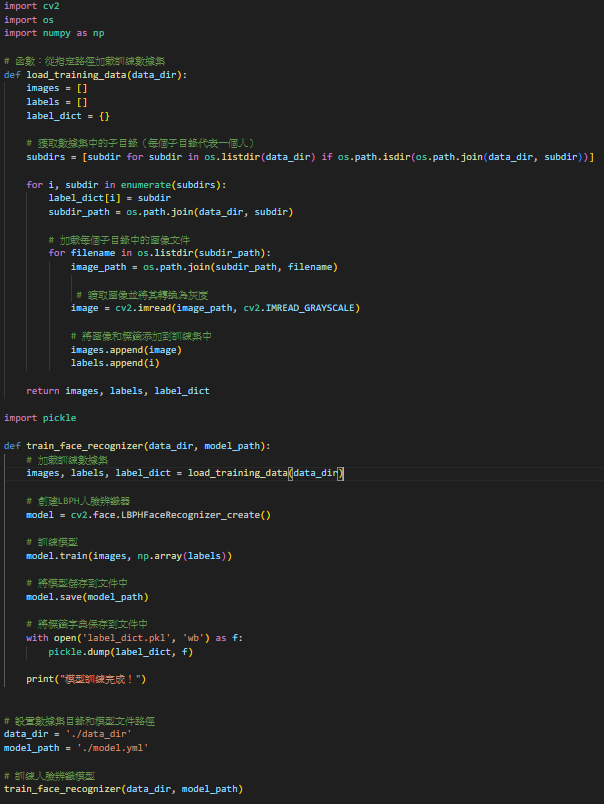 import cv2
import os
import numpy as np
# 函數：從指定路徑加載訓練數據集
def load_training_data(data_dir):
images = []
labels = []
label_dict = {}
# 獲取數據集中的子目錄（每個子目錄代表一個人）
subdirs = [subdir for subdir in os.listdir(data_dir) if os.path.isdir(os.path.join(data_dir, subdir))]
for i, subdir in enumerate(subdirs):
label_dict[i] = subdir
subdir_path = os.path.join(data_dir, subdir)
# 加載每個子目錄中的圖像文件
for filename in os.listdir(subdir_path):
image_path = os.path.join(subdir_path, filename)
# 讀取圖像並將其轉換為灰度
image = cv2.imread(image_path, cv2.IMREAD_GRAYSCALE)
# 將圖像和標籤添加到訓練集中
images.append(image)
labels.append(i)
return images, labels, label_dict
import pickle
def train_face_recognizer(data_dir, model_path):
# 加載訓練數據集
images, labels, label_dict = load_training_data(data_dir)
# 創建LBPH人臉辨識器
model = cv2.face.LBPHFaceRecognizer_create()
# 訓練模型
model.train(images, np.array(labels))
# 將模型儲存到文件中
model.save(model_path)
# 將標籤字典保存到文件中
with open('label_dict.pkl', 'wb') as f:
pickle.dump(label_dict, f)
print("模型訓練完成！")
# 設置數據集目錄和模型文件路徑
data_dir = './data_dir'
model_path = './model.yml'
# 訓練人臉辨識模型
train_face_recognizer(data_dir, model_path)